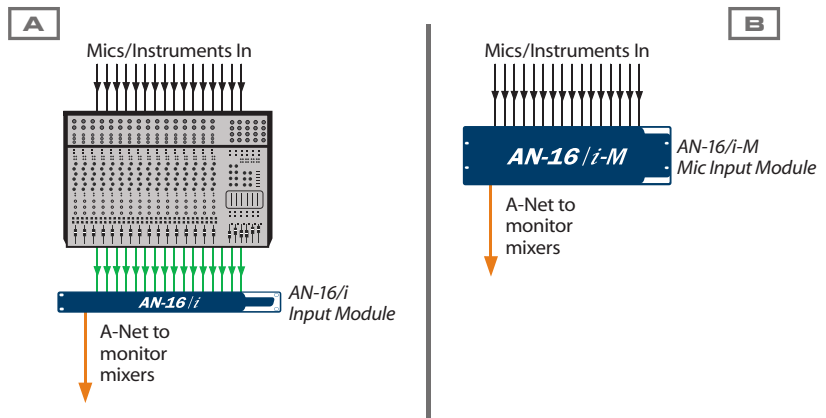 A
Mics/Instruments In
AN-16/i
AN-16/i
Input Module
A-Net to
monitor
mixers
B
Mics/Instruments In
AN-16/i-M
AN-16/i-M
Mic Input Module
A-Net to
monitor
mixers